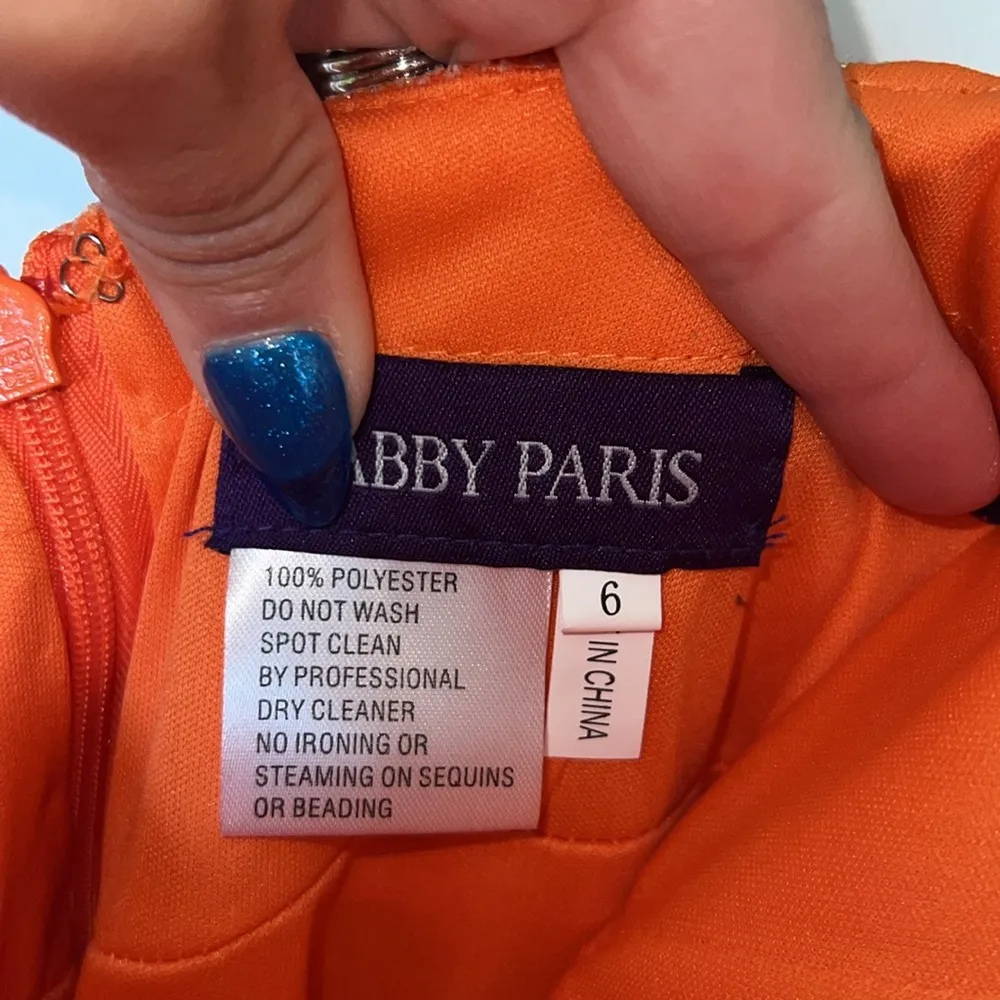 ABBY PARIS
100% POLYESTER
DO NOT WASH
SPOT CLEAN
BY PROFESSIONAL
DRY CLEANER
NO IRONING OR
STEAMING ON SEQUINS
OR BEADING
6
IN CHINA